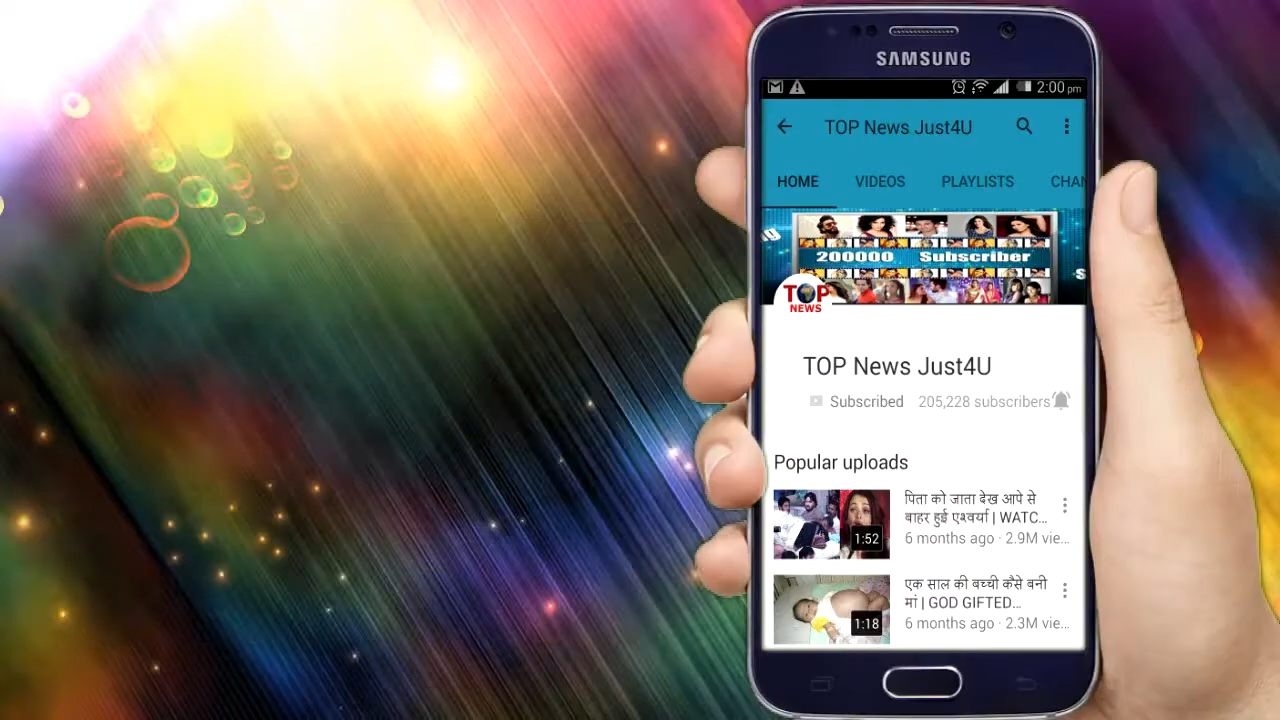 SAMSUNG
2:00 pm
TOP News Just4U
HOME VIDEOS PLAYLISTS CHAN
200000 Subscriber
TOP
NEWS
TOP News Just4U
Subscribed 205,228 subscribers
Popular uploads
पिता को जाता देख आपे से
बाहर हुई एश्वर्या | WATC...
6 months ago · 2.9M vie...
1:52
एक साल की बच्ची कैसे बनी
मां | GOD GIFTED...
6 months ago · 2.3M vie...
1:18